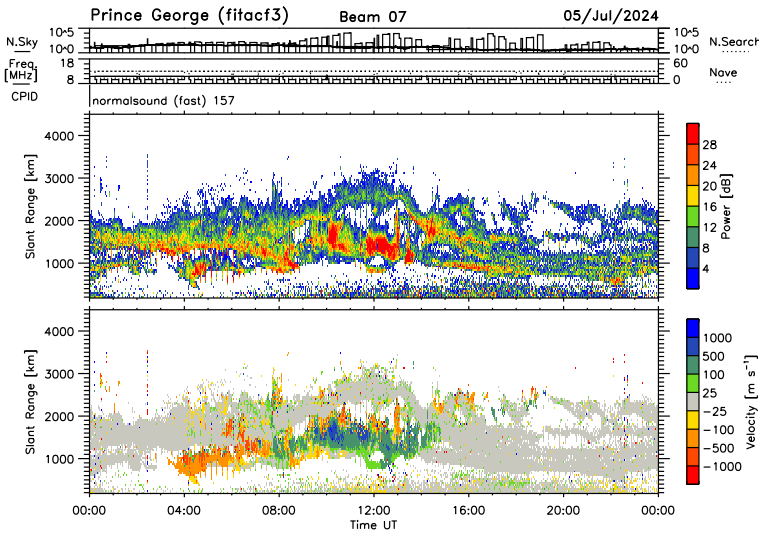 Prince George (fitacf3) Beam 07 05/Jul/2024
N.Sky 10^5 10^5 N.Search
10^0 10^0
Freq. 18 60 Nave
[MHz] 8 0
CPID normalsound (fast) 157
Slant Range [km]
4000
3000
2000
1000
28
24
20
16
12
8
4
Power [dB]
Slant Range [km]
4000
3000
2000
1000
1000
500
100
25
−25
−100
−500
−1000
Velocity [m s⁻¹]
00:00 04:00 08:00 12:00 16:00 20:00 00:00
Time UT